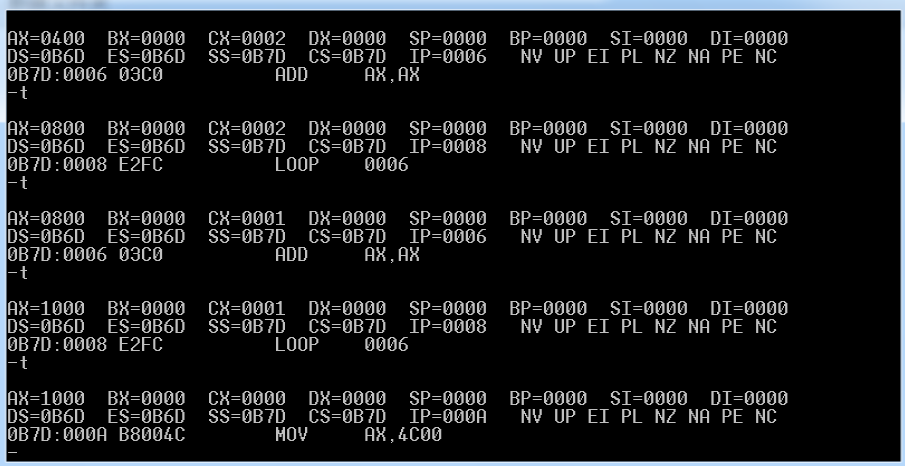 AX=0400  BX=0000  CX=0002  DX=0000  SP=0000  BP=0000  SI=0000  DI=0000
DS=0B6D  ES=0B6D  SS=0B7D  CS=0B7D  IP=0006   NV UP EI PL NZ NA PE NC
0B7D:0006 03C0          ADD     AX,AX
-t
AX=0800  BX=0000  CX=0002  DX=0000  SP=0000  BP=0000  SI=0000  DI=0000
DS=0B6D  ES=0B6D  SS=0B7D  CS=0B7D  IP=0008   NV UP EI PL NZ NA PE NC
0B7D:0008 E2FC          LOOP    0006
-t
AX=0800  BX=0000  CX=0001  DX=0000  SP=0000  BP=0000  SI=0000  DI=0000
DS=0B6D  ES=0B6D  SS=0B7D  CS=0B7D  IP=0006   NV UP EI PL NZ NA PE NC
0B7D:0006 03C0          ADD     AX,AX
-t
AX=1000  BX=0000  CX=0001  DX=0000  SP=0000  BP=0000  SI=0000  DI=0000
DS=0B6D  ES=0B6D  SS=0B7D  CS=0B7D  IP=0008   NV UP EI PL NZ NA PE NC
0B7D:0008 E2FC          LOOP    0006
-t
AX=1000  BX=0000  CX=0000  DX=0000  SP=0000  BP=0000  SI=0000  DI=0000
DS=0B6D  ES=0B6D  SS=0B7D  CS=0B7D  IP=000A   NV UP EI PL NZ NA PE NC
0B7D:000A B8004C        MOV     AX,4C00
-